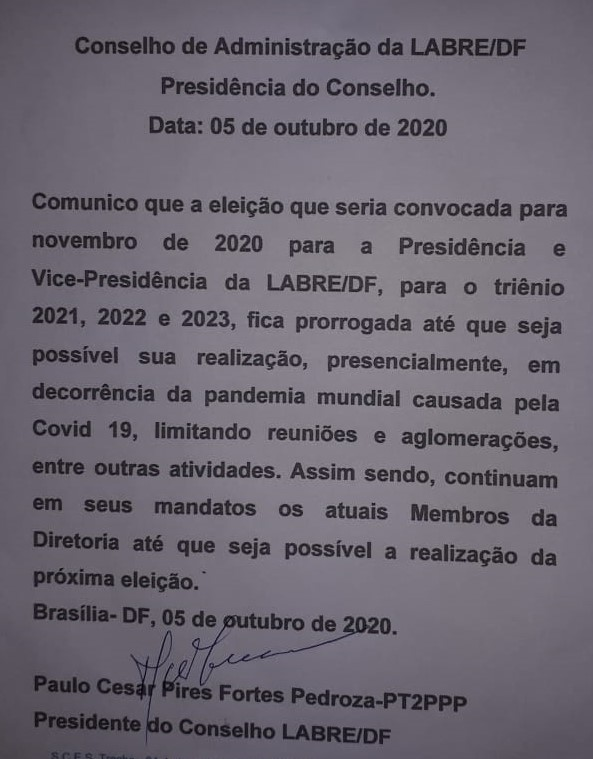 Conselho de Administração da LABRE/DF
Presidência do Conselho.
Data: 05 de outubro de 2020
Comunico que a eleição que seria convocada para
novembro de 2020 para a Presidência e
Vice-Presidência da LABRE/DF, para o triênio
2021, 2022 e 2023, fica prorrogada até que seja
possível sua realização, presencialmente, em
decorrência da pandemia mundial causada pela
Covid 19, limitando reuniões e aglomerações,
entre outras atividades. Assim sendo, continuam
em seus mandatos os atuais Membros da
Diretoria até que seja possível a realização da
próxima eleição.
Brasília- DF, 05 de outubro de 2020.
Paulo Cesar Pires Fortes Pedroza-PT2PPP
Presidente do Conselho LABRE/DF